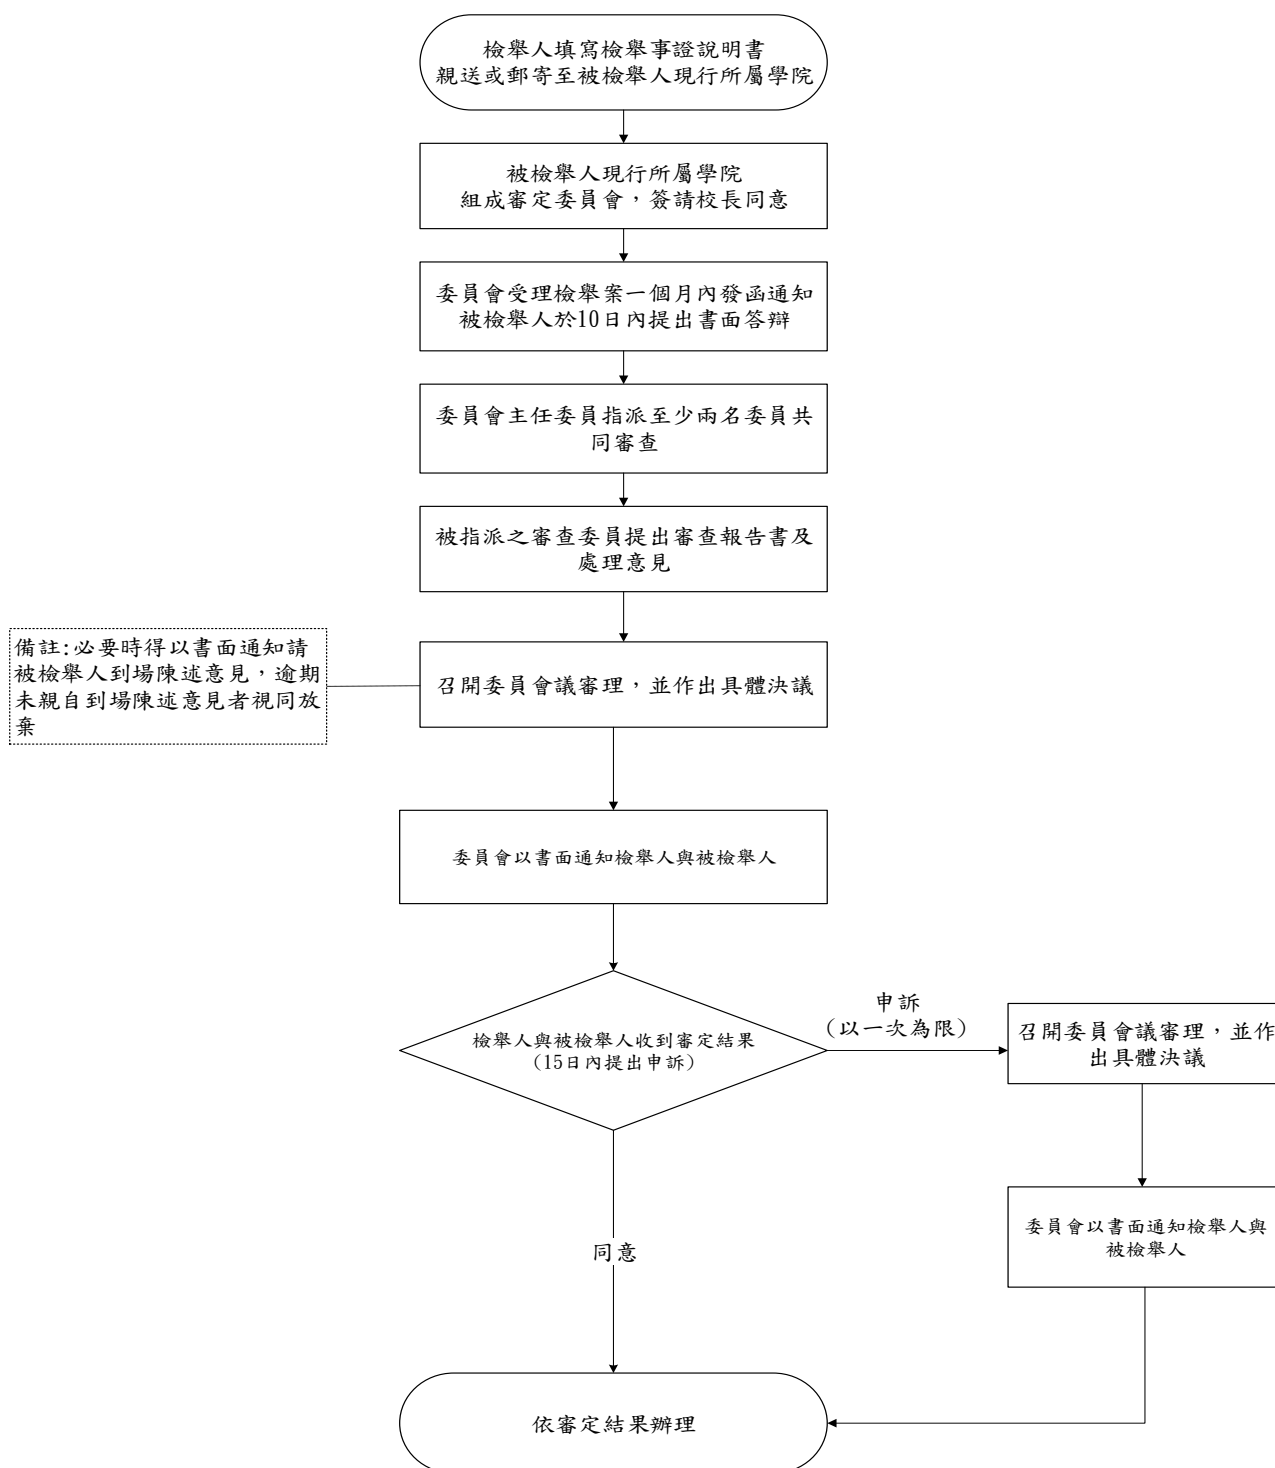 檢舉人填寫檢舉事證說明書
親送或郵寄至被檢舉人現行所屬學院
被檢舉人現行所屬學院
組成審定委員會，簽請校長同意
委員會受理檢舉案一個月內發函通知
被檢舉人於10日內提出書面答辯
委員會主任委員指派至少兩名委員共
同審查
被指派之審查委員提出審查報告書及
處理意見
備註:必要時得以書面通知請
被檢舉人到場陳述意見，逾期
未親自到場陳述意見者視同放
棄
召開委員會議審理，並作出具體決議
委員會以書面通知檢舉人與被檢舉人
檢舉人與被檢舉人收到審定結果
(15日內提出申訴)
申訴
(以一次為限)
召開委員會議審理，並作
出具體決議
委員會以書面通知檢舉人與
被檢舉人
同意
依審定結果辦理